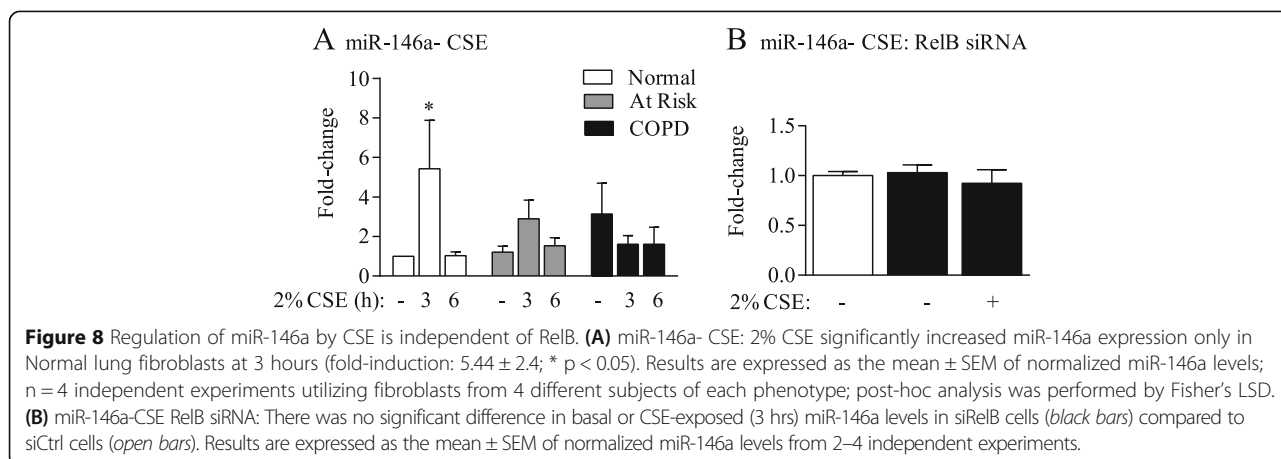 A miR-146a- CSE
B miR-146a- CSE: RelB siRNA
10
8
6
4
2
0
Fold-change
*
Normal
At Risk
COPD
2% CSE (h): - 3 6 - 3 6 - 3 6
1.5
1.0
0.5
0.0
Fold-change
2% CSE: - - +
Figure 8 Regulation of miR-146a by CSE is independent of RelB. (A) miR-146a- CSE: 2% CSE significantly increased miR-146a expression only in
Normal lung fibroblasts at 3 hours (fold-induction: 5.44 ± 2.4; * p < 0.05). Results are expressed as the mean ± SEM of normalized miR-146a levels;
n = 4 independent experiments utilizing fibroblasts from 4 different subjects of each phenotype; post-hoc analysis was performed by Fisher's LSD.
(B) miR-146a-CSE RelB siRNA: There was no significant difference in basal or CSE-exposed (3 hrs) miR-146a levels in siRelB cells (black bars) compared to
siCtrl cells (open bars). Results are expressed as the mean ± SEM of normalized miR-146a levels from 2–4 independent experiments.